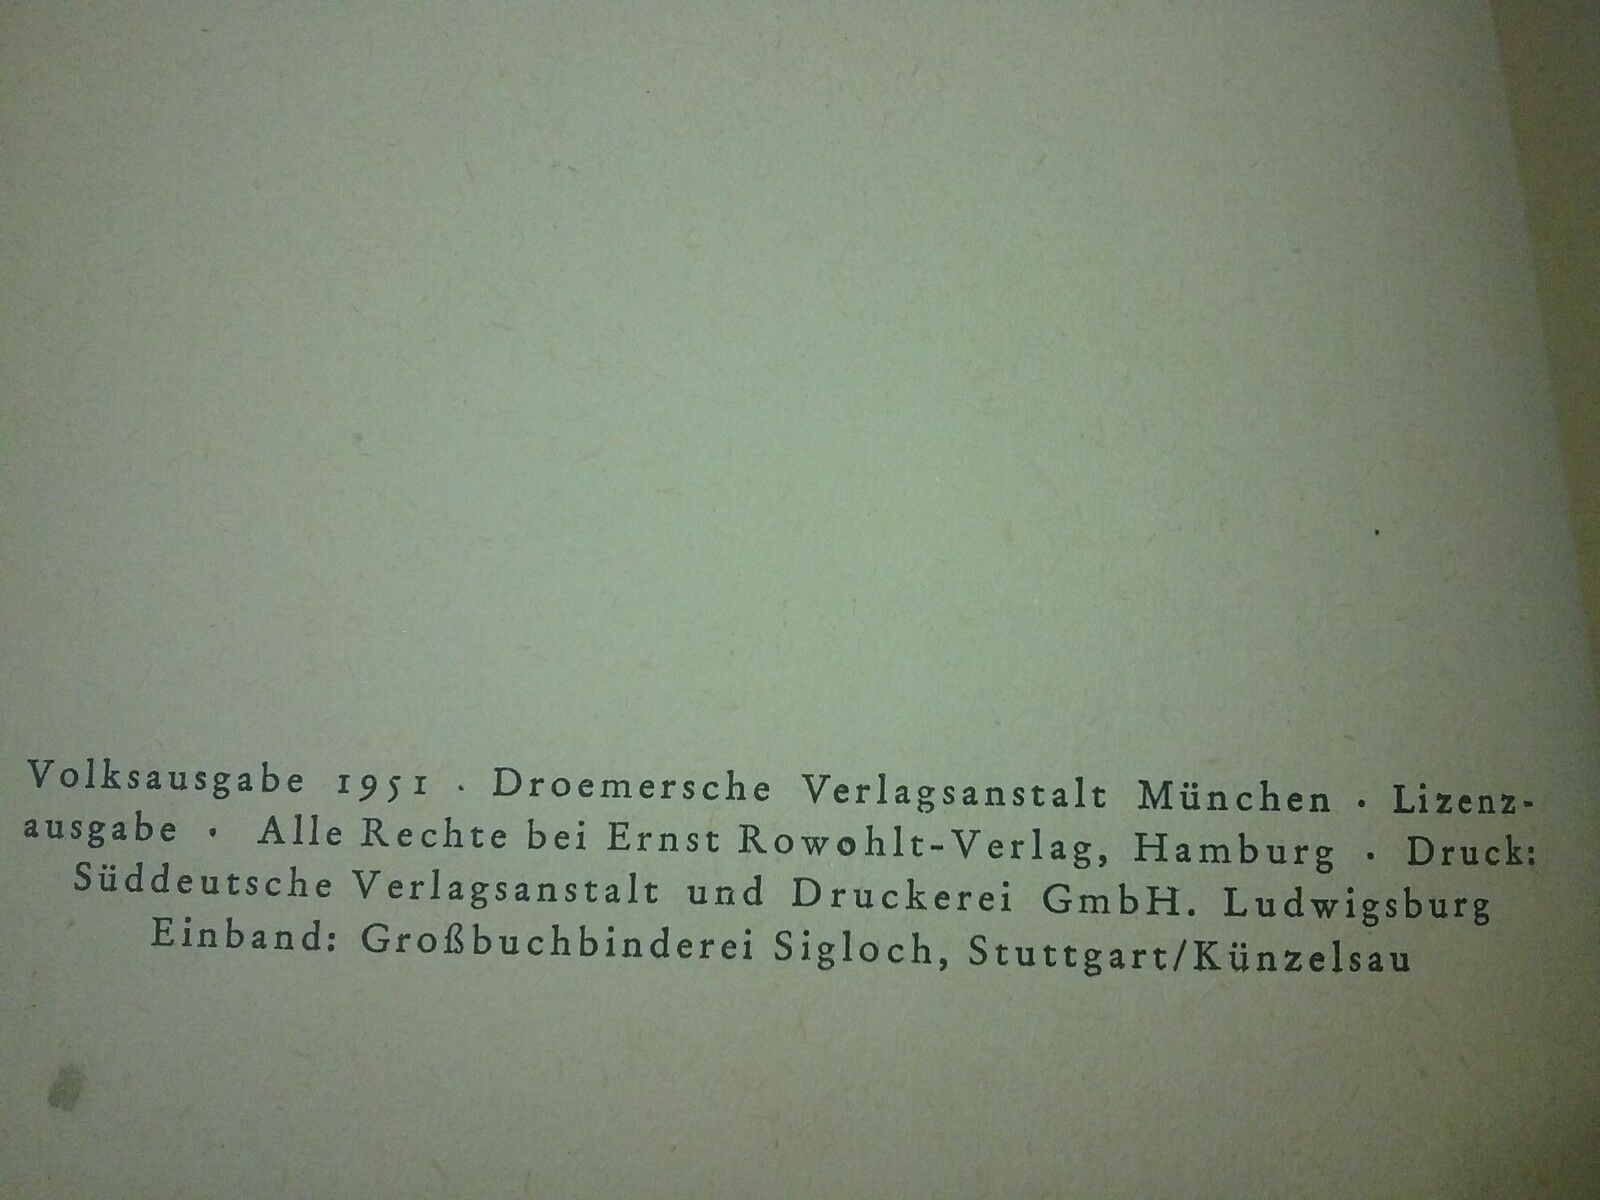 Volksausgabe 1951 · Droemersche Verlagsanstalt München · Lizenz-
ausgabe · Alle Rechte bei Ernst Rowohlt-Verlag, Hamburg · Druck:
Süddeutsche Verlagsanstalt und Druckerei GmbH. Ludwigsburg
Einband: Großbuchbinderei Sigloch, Stuttgart/Künzelsau